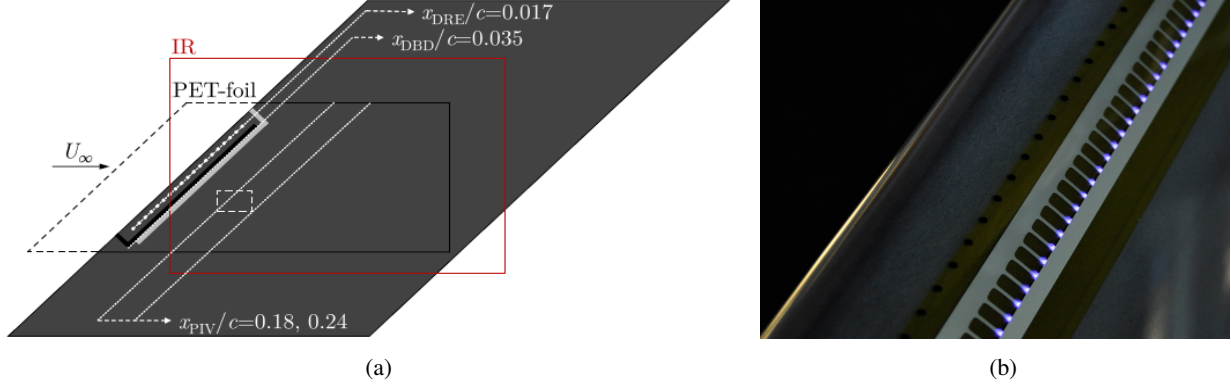 x_DRE/c=0.017
x_DBD/c=0.035
IR
PET-foil
U_∞
x_PIV/c=0.18, 0.24
(a)
(b)